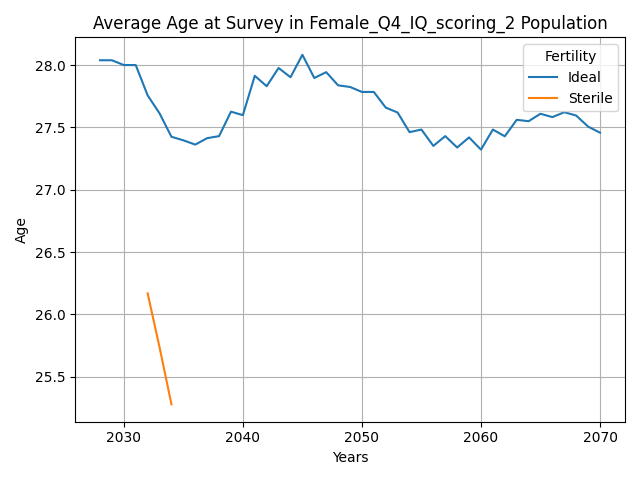 Average Age at Survey in Female_Q4_IQ_scoring_2 Population
Fertility
Ideal
Sterile
28.0
27.5
27.0
26.5
26.0
25.5
Age
2030
2040
2050
2060
2070
Years